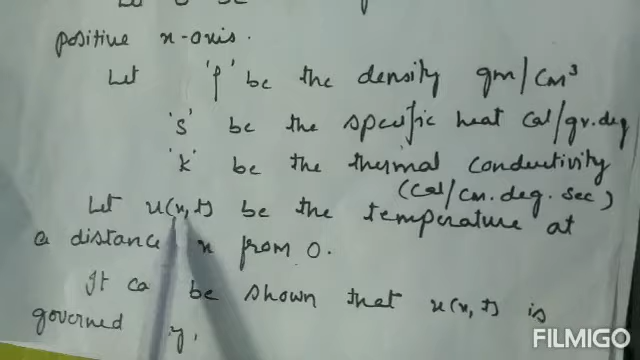 positive x-axis.
Let 'ρ' be the density gm/cm³
's' be the specific heat cal/gr.deg
'k' be the thermal conductivity
(cal/cm.deg.sec)
Let u(x,t) be the temperature at
a distance x from O.
It ca be shown that u(x,t) is
governed y,
FILMIGO